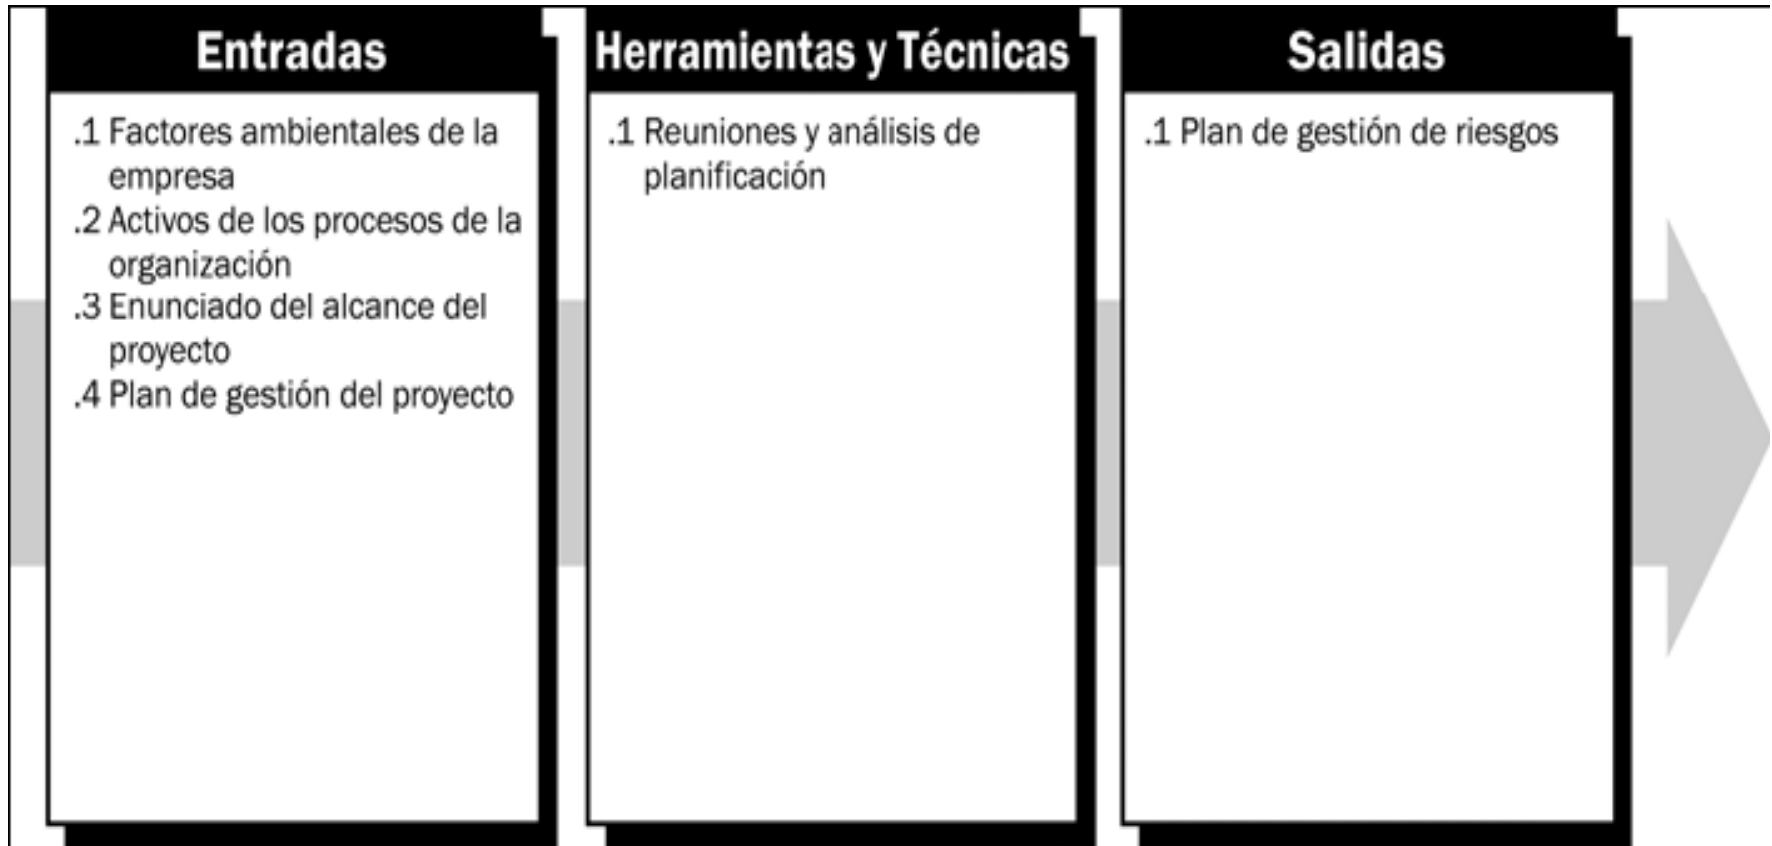 Entradas
.1 Factores ambientales de la
empresa
.2 Activos de los procesos de la
organización
.3 Enunciado del alcance del
proyecto
.4 Plan de gestión del proyecto
Herramientas y Técnicas
.1 Reuniones y análisis de
planificación
Salidas
.1 Plan de gestión de riesgos